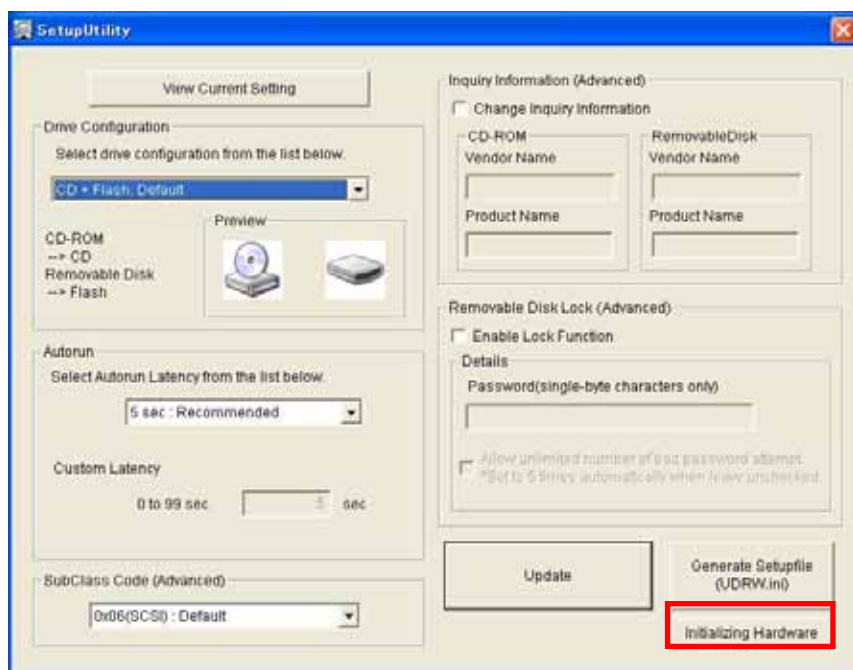 SetupUtility
View Current Setting
Drive Configuration
Select drive configuration from the list below.
CD + Flash: Default
Preview
CD-ROM
--> CD
Removable Disk
--> Flash
Autorun
Select Autorun Latency from the list below.
5 sec : Recommended
Custom Latency
0 to 99 sec
5
sec
SubClass Code (Advanced)
0x06(SCSI) : Default
Inquiry Information (Advanced)
Change Inquiry Information
CD-ROM
Vendor Name
Product Name
RemovableDisk
Vendor Name
Product Name
Removable Disk Lock (Advanced)
Enable Lock Function
Details
Password(single-byte characters only)
Allow unlimited number of bad password attempt.
*Set to 5 times automatically when leave unchecked.
Update
Generate Setupfile
(UDRW.ini)
Initializing Hardware